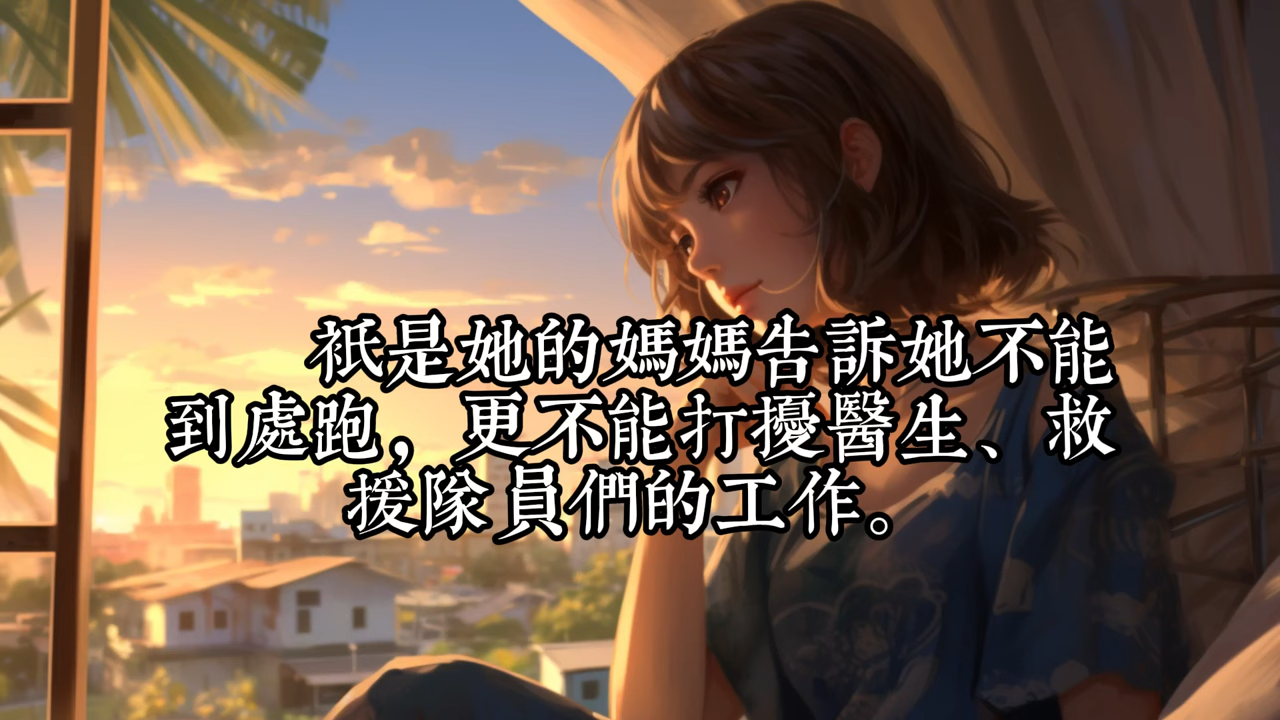 衹是她的媽媽告訴她不能
到處跑，更不能打擾醫生、救
援隊員們的工作。